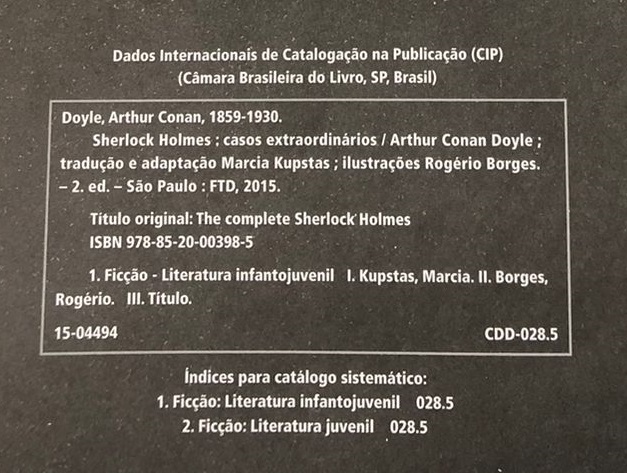 Dados Internacionais de Catalogação na Publicação (CIP)
(Câmara Brasileira do Livro, SP, Brasil)
Doyle, Arthur Conan, 1859-1930.
Sherlock Holmes : casos extraordinários / Arthur Conan Doyle ;
tradução e adaptação Marcia Kupstas ; ilustrações Rogério Borges.
– 2. ed. – São Paulo : FTD, 2015.
Título original: The complete Sherlock Holmes
ISBN 978-85-20-00398-5
1. Ficção - Literatura infantojuvenil I. Kupstas, Marcia. II. Borges,
Rogério. III. Título.
15-04494 CDD-028.5
Índices para catálogo sistemático:
1. Ficção: Literatura infantojuvenil 028.5
2. Ficção: Literatura juvenil 028.5